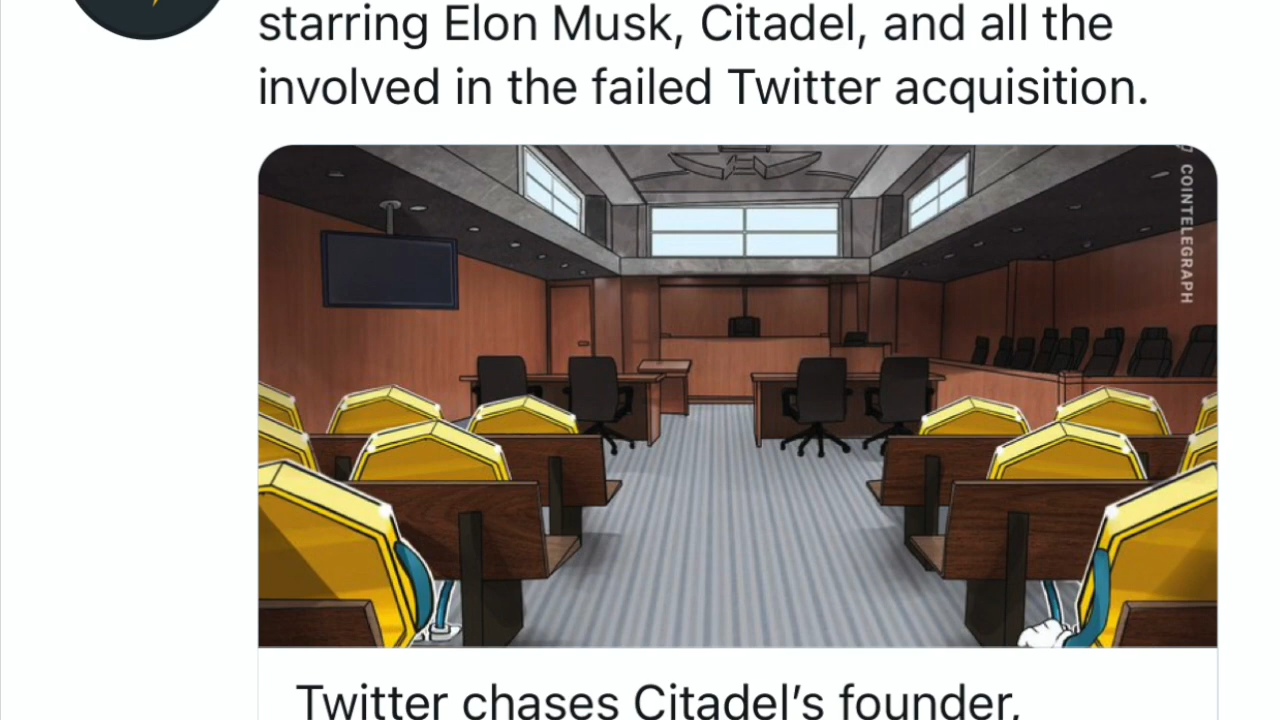 starring Elon Musk, Citadel, and all the
involved in the failed Twitter acquisition.
COINTELEGRAPH
Twitter chases Citadel’s founder,